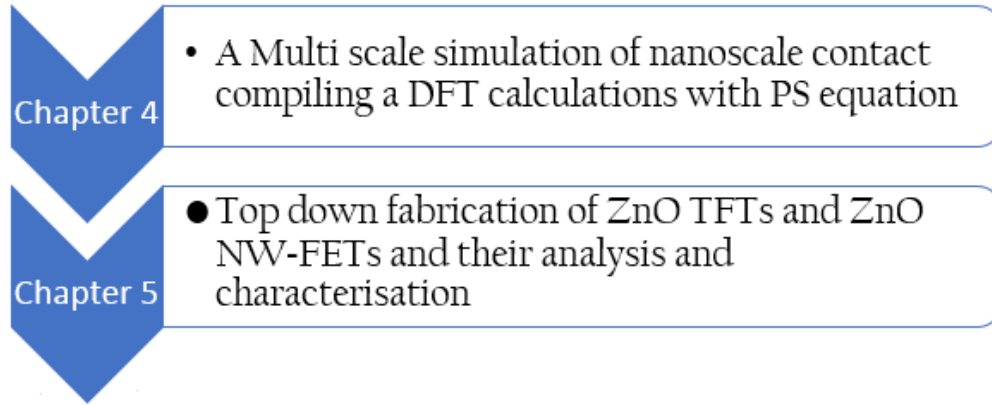 Chapter 4
• A Multi scale simulation of nanoscale contact
compiling a DFT calculations with PS equation
Chapter 5
● Top down fabrication of ZnO TFTs and ZnO
NW-FETs and their analysis and
characterisation